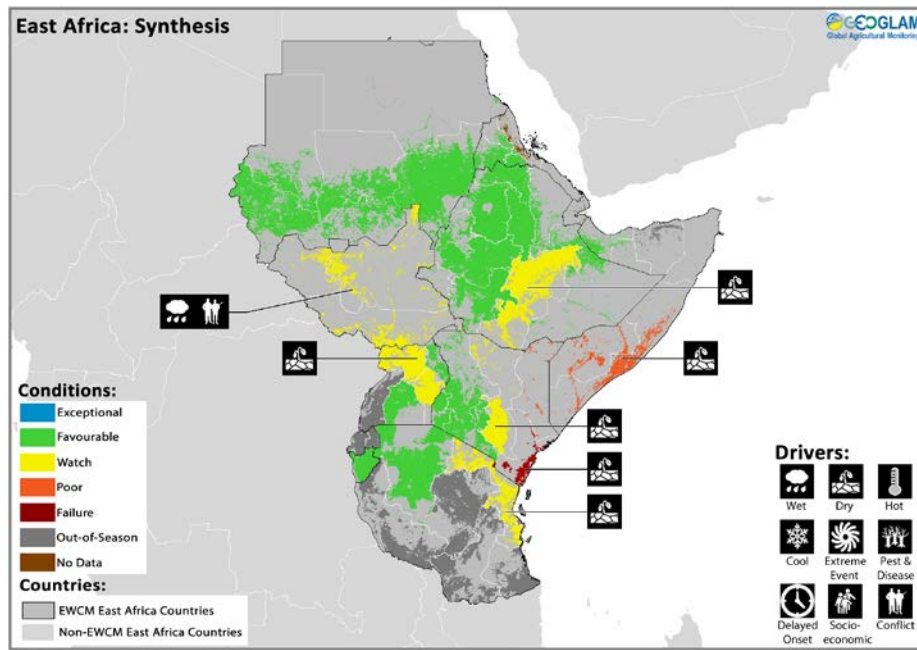 East Africa: Synthesis
GEOGLAM
Global Agricultural Monitoring
Conditions:
Exceptional
Favourable
Watch
Poor
Failure
Out-of-Season
No Data
Countries:
EWCM East Africa Countries
Non-EWCM East Africa Countries
Drivers:
Wet
Dry
Hot
Cool
Extreme
Event
Pest &
Disease
Delayed
Onset
Socio-
economic
Conflict